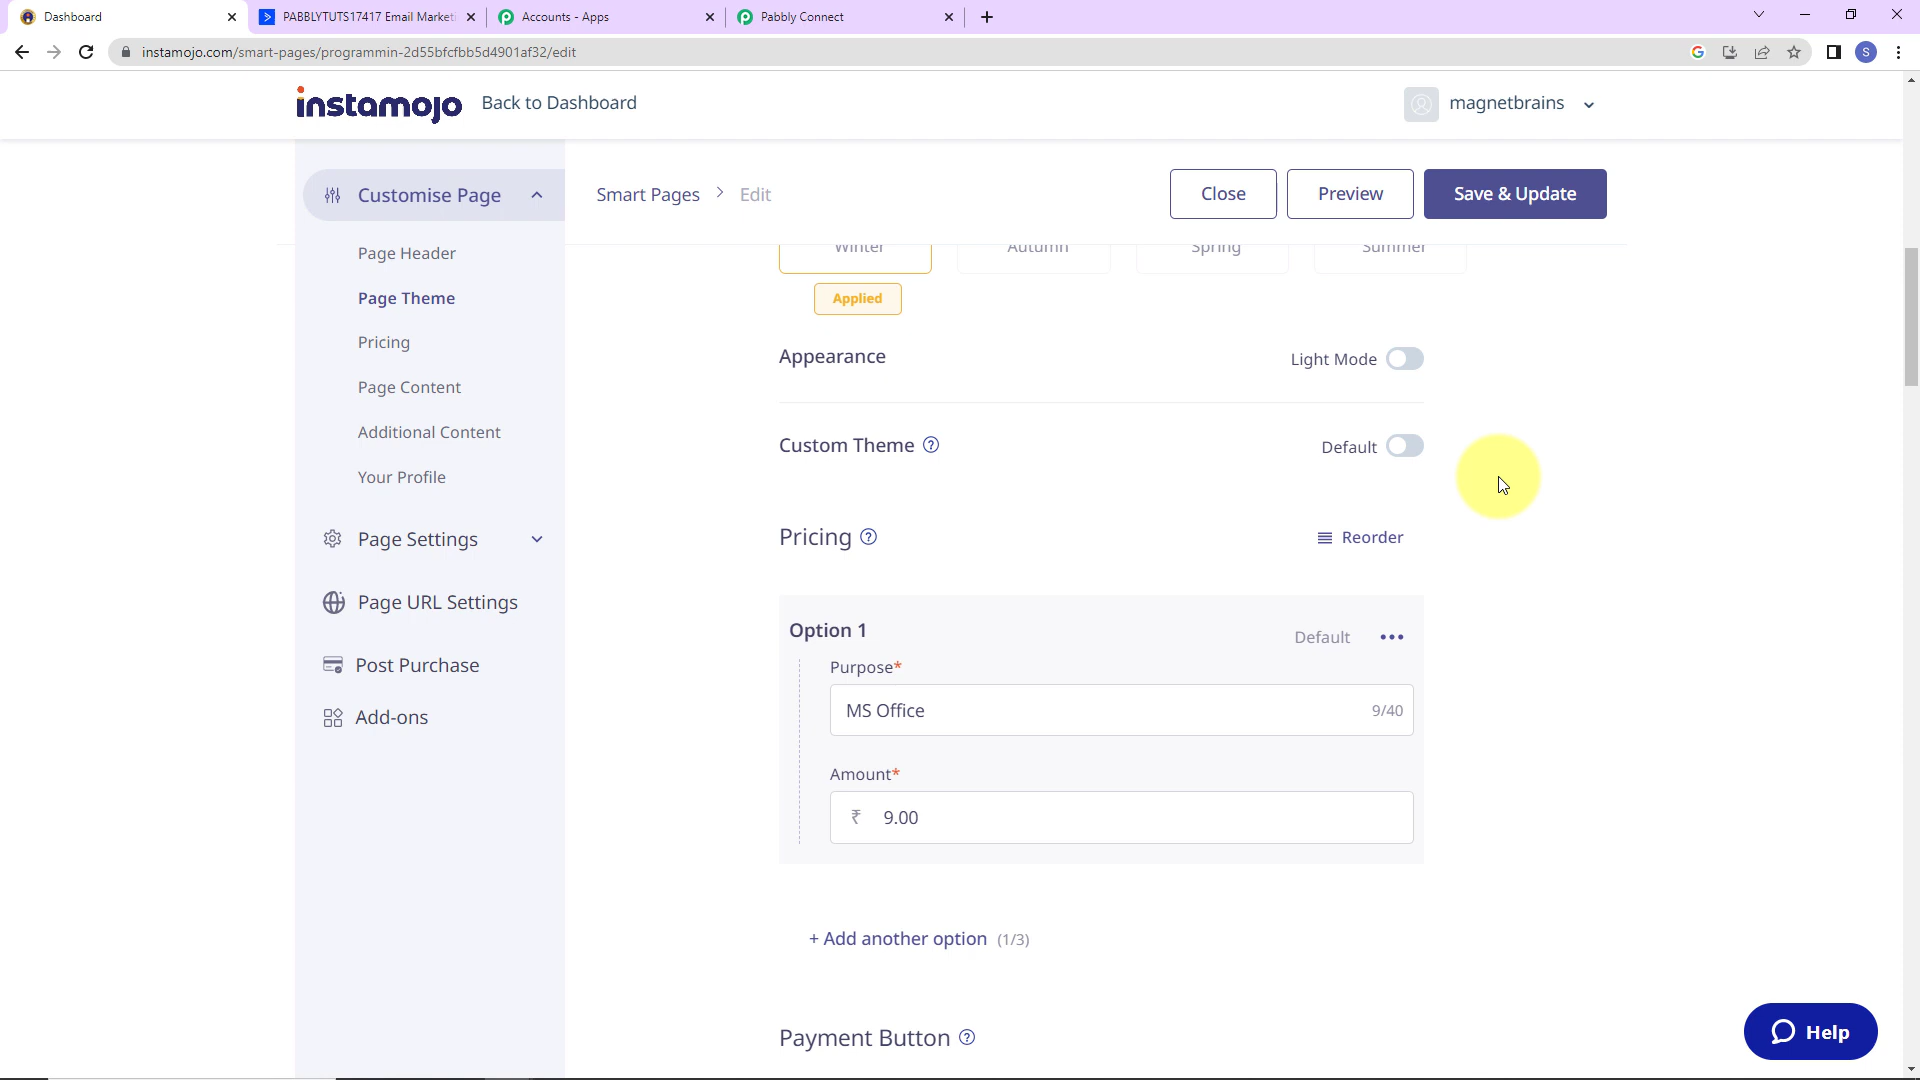 Dashboard
PABBLYTUTS17417 Email Marketi
Accounts - Apps
Pabbly Connect
instamojo.com/smart-pages/programmin-2d55bfcfbb5d4901af32/edit
S
instamojo
Back to Dashboard
magnetbrains
Customise Page
Smart Pages > Edit
Close
Preview
Save & Update
Page Header
Page Theme
Pricing
Page Content
Additional Content
Your Profile
Page Settings
Page URL Settings
Post Purchase
Add-ons
Winter
Autumn
Spring
Summer
Applied
Appearance
Light Mode
Custom Theme ?
Default
Pricing ?
Reorder
Option 1
Default
Purpose*
MS Office
9/40
Amount*
₹ 9.00
+ Add another option (1/3)
Payment Button ?
Help